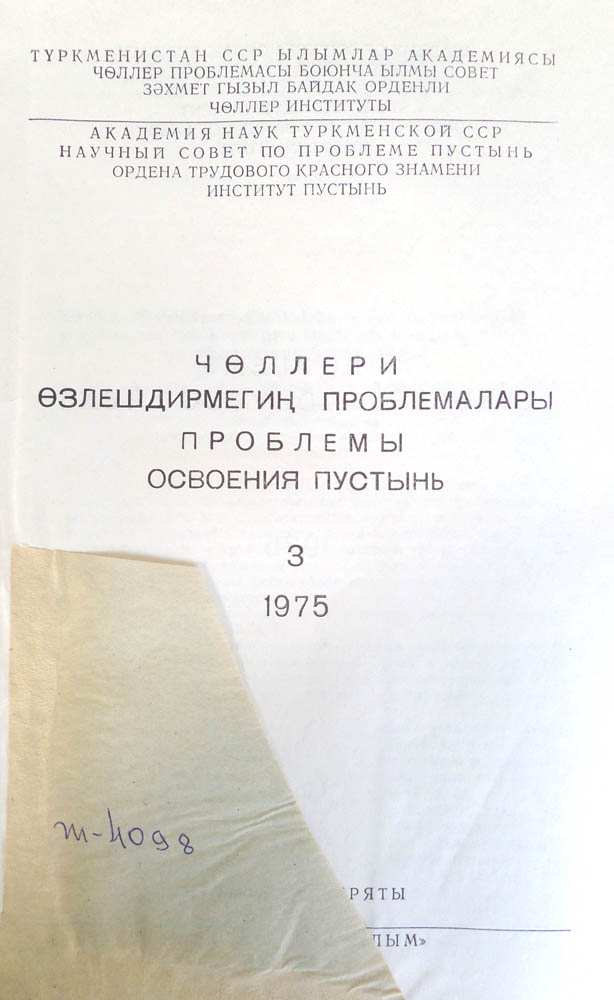 ТҮРКМЕНИСТАН ССР ЫЛЫМЛАР АКАДЕМИЯСЫ
ЧӨЛЛЕР ПРОБЛЕМАСЫ БОЮНЧА ЫЛМЫ СОВЕТ
ЗӘХМЕТ ГЫЗЫЛ БАЙДАК ОРДЕНЛИ
ЧӨЛЛЕР ИНСТИТУТЫ
АКАДЕМИЯ НАУК ТУРКМЕНСКОЙ ССР
НАУЧНЫЙ СОВЕТ ПО ПРОБЛЕМЕ ПУСТЫНЬ
ОРДЕНА ТРУДОВОГО КРАСНОГО ЗНАМЕНИ
ИНСТИТУТ ПУСТЫНЬ
ЧӨЛЛЕРИ
ӨЗЛЕШДИРМЕГИҢ ПРОБЛЕМАЛАРЫ
ПРОБЛЕМЫ
ОСВОЕНИЯ ПУСТЫНЬ
3
1975
т-4098